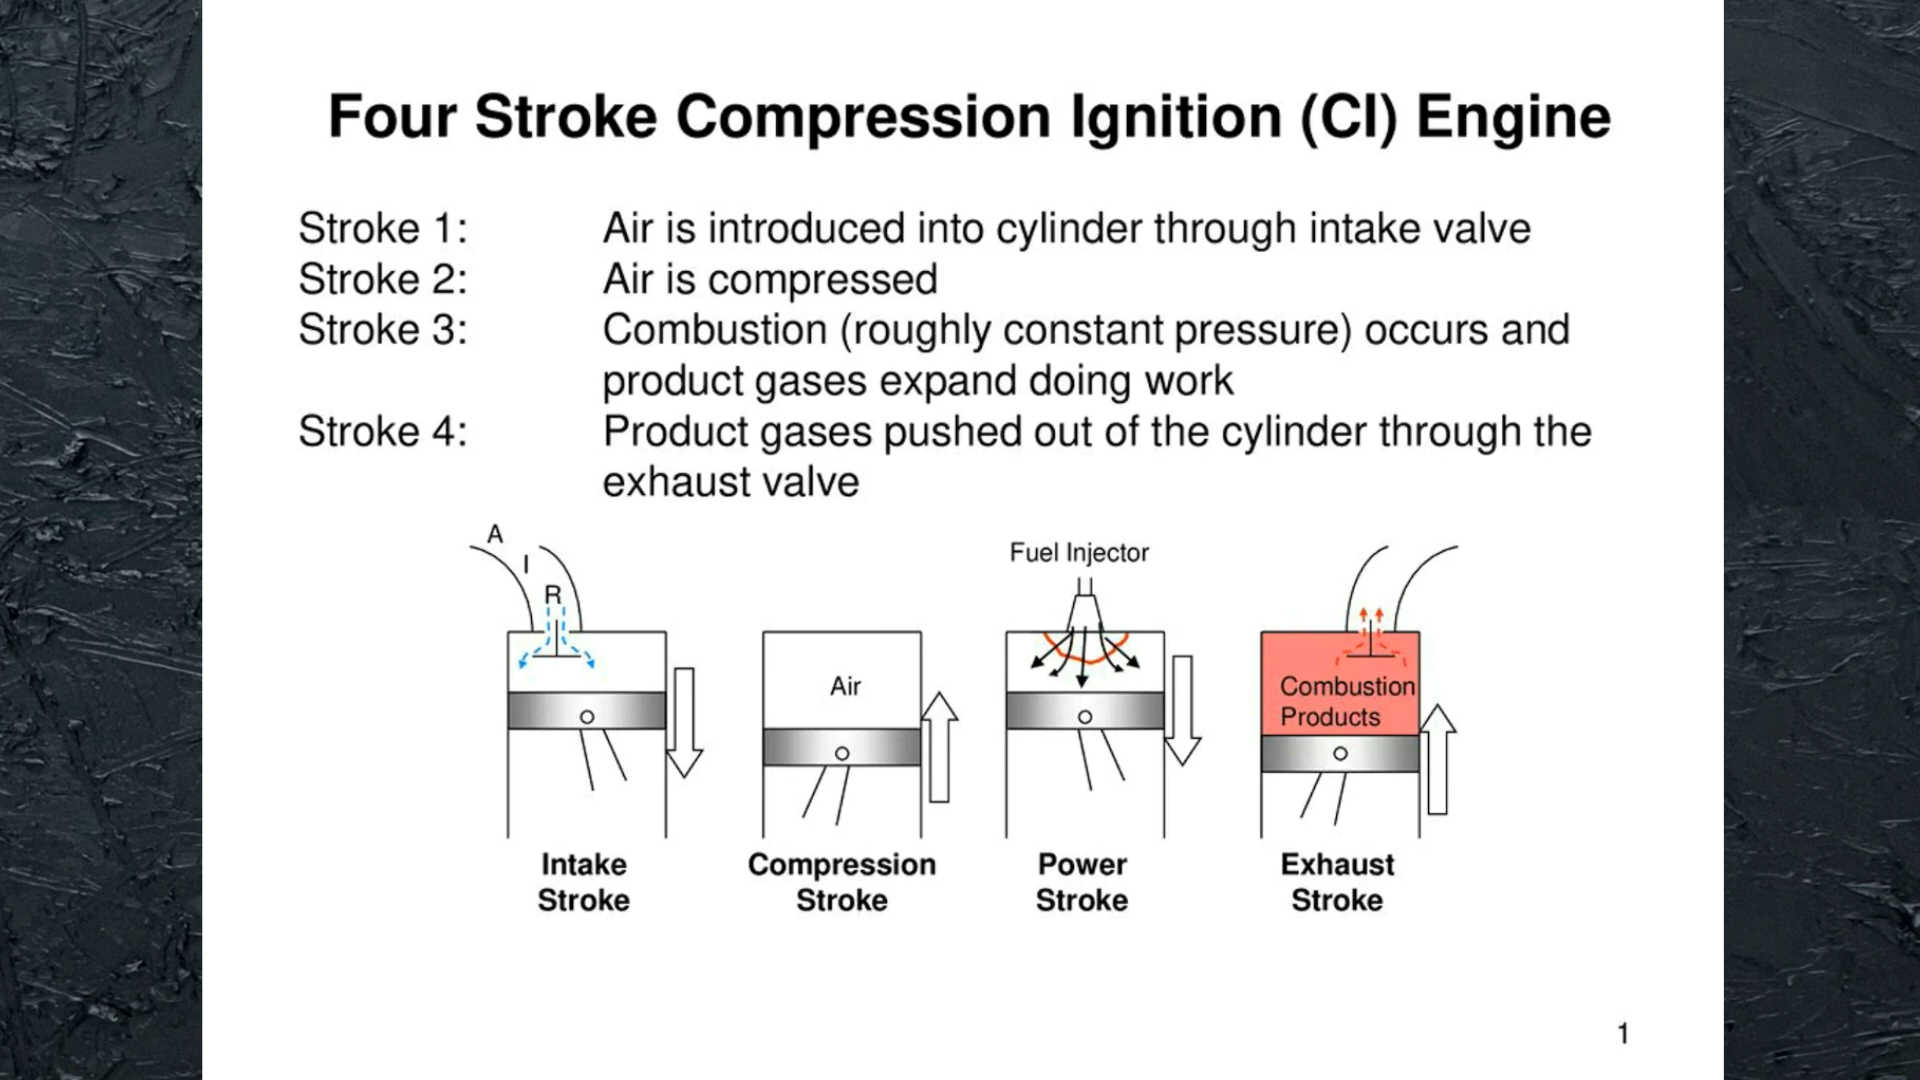 Four Stroke Compression Ignition (CI) Engine
Stroke 1: Air is introduced into cylinder through intake valve
Stroke 2: Air is compressed
Stroke 3: Combustion (roughly constant pressure) occurs and
product gases expand doing work
Stroke 4: Product gases pushed out of the cylinder through the
exhaust valve
A
I
R
Fuel Injector
Air
Combustion
Products
Intake
Stroke
Compression
Stroke
Power
Stroke
Exhaust
Stroke
1